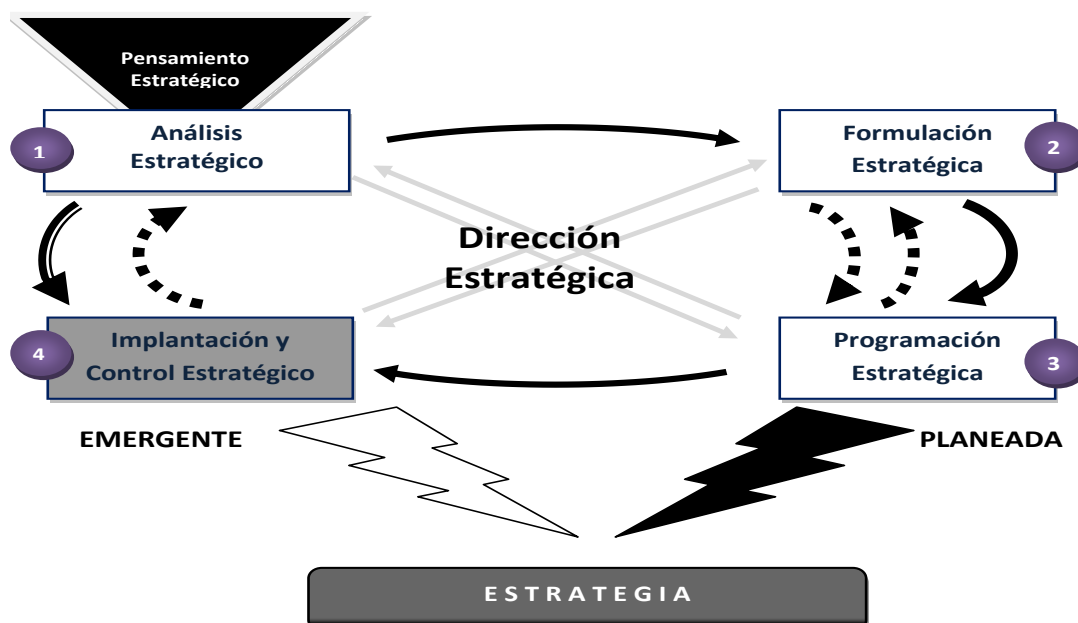 Pensamiento
Estratégico
1
Análisis
Estratégico
Formulación
Estratégica
2
Dirección
Estratégica
4
Implantación y
Control Estratégico
Programación
Estratégica
3
EMERGENTE
PLANEADA
ESTRATEGIA